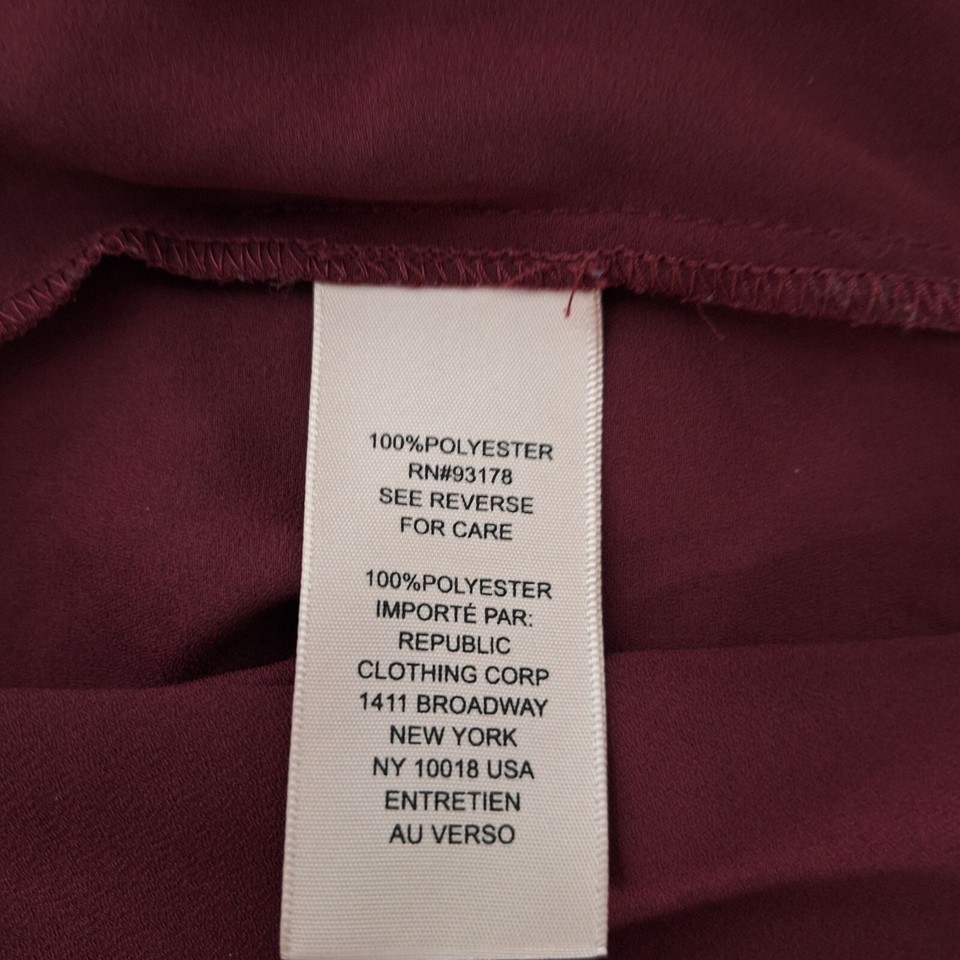 100%POLYESTER
RN#93178
SEE REVERSE
FOR CARE
100%POLYESTER
IMPORTÉ PAR:
REPUBLIC
CLOTHING CORP
1411 BROADWAY
NEW YORK
NY 10018 USA
ENTRETIEN
AU VERSO